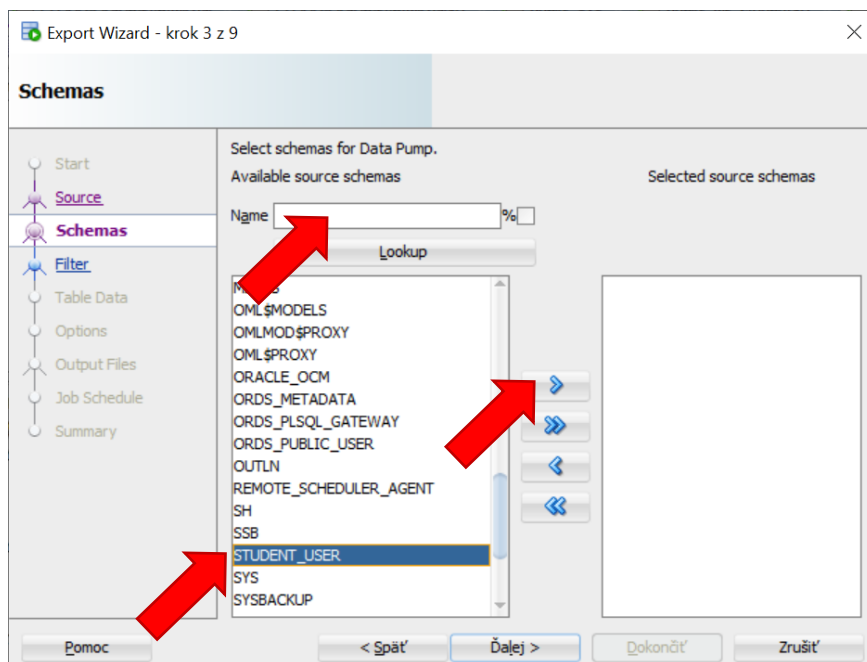 Export Wizard - krok 3 z 9
Schemas
Start
Source
Schemas
Filter
Table Data
Options
Output Files
Job Schedule
Summary
Select schemas for Data Pump.
Available source schemas
Selected source schemas
Name
%
Lookup
OML$MODELS
OMLMOD$PROXY
OML$PROXY
ORACLE_OCM
ORDS_METADATA
ORDS_PLSQL_GATEWAY
ORDS_PUBLIC_USER
OUTLN
REMOTE_SCHEDULER_AGENT
SH
SSB
STUDENT_USER
SYS
SYSBACKUP
Pomoc
< Späť
Ďalej >
Dokončiť
Zrušiť